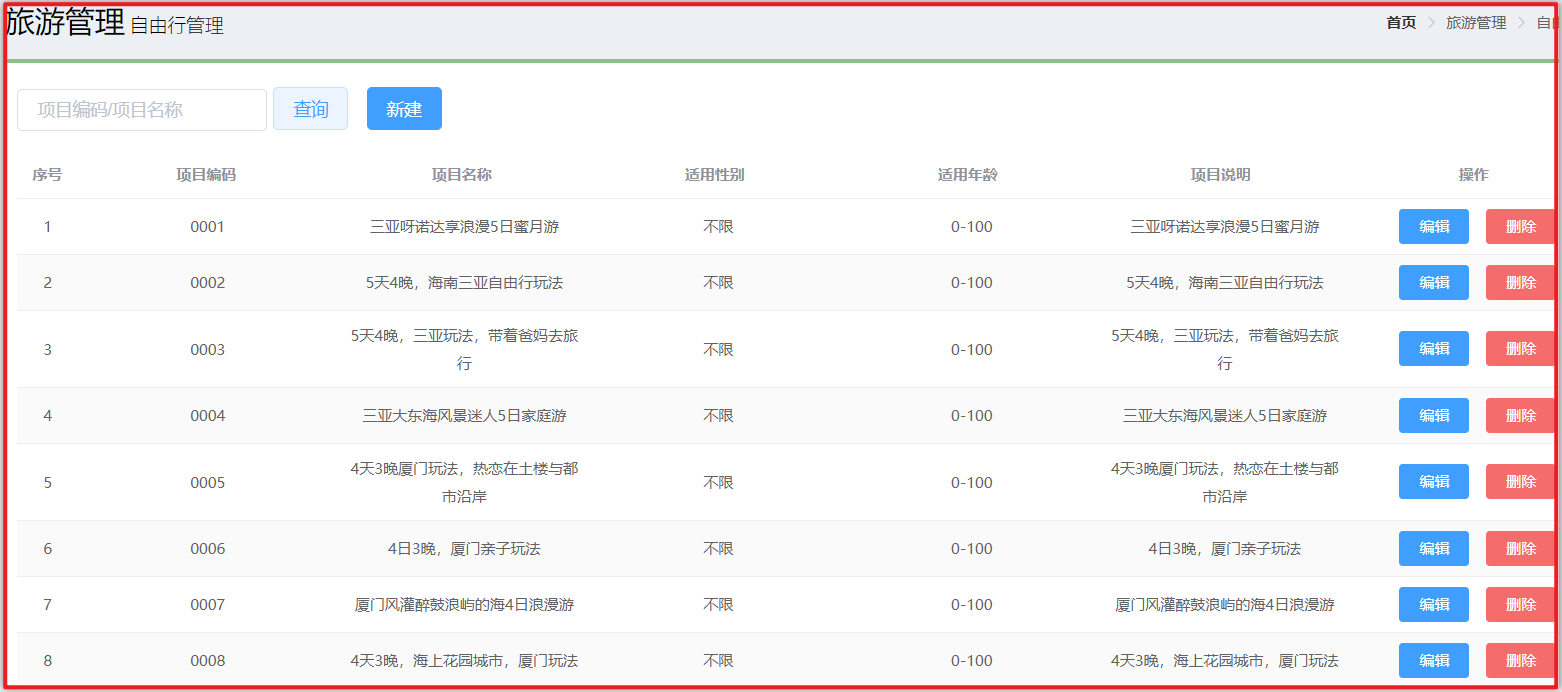 旅游管理 自由行管理
首页 > 旅游管理 > 自由
项目编码/项目名称 查询 新建
序号 项目编码 项目名称 适用性别 适用年龄 项目说明 操作
1 0001 三亚呀诺达享浪漫5日蜜月游 不限 0-100 三亚呀诺达享浪漫5日蜜月游 编辑 删除
2 0002 5天4晚，海南三亚自由行玩法 不限 0-100 5天4晚，海南三亚自由行玩法 编辑 删除
3 0003 5天4晚，三亚玩法，带着爸妈去旅 不限 0-100 5天4晚，三亚玩法，带着爸妈去旅 编辑 删除
行 行
4 0004 三亚大东海风景迷人5日家庭游 不限 0-100 三亚大东海风景迷人5日家庭游 编辑 删除
5 0005 4天3晚厦门玩法，热恋在土楼与都 不限 0-100 4天3晚厦门玩法，热恋在土楼与都 编辑 删除
市沿岸 市沿岸
6 0006 4日3晚，厦门亲子玩法 不限 0-100 4日3晚，厦门亲子玩法 编辑 删除
7 0007 厦门风灌醉鼓浪屿的海4日浪漫游 不限 0-100 厦门风灌醉鼓浪屿的海4日浪漫游 编辑 删除
8 0008 4天3晚，海上花园城市，厦门玩法 不限 0-100 4天3晚，海上花园城市，厦门玩法 编辑 删除